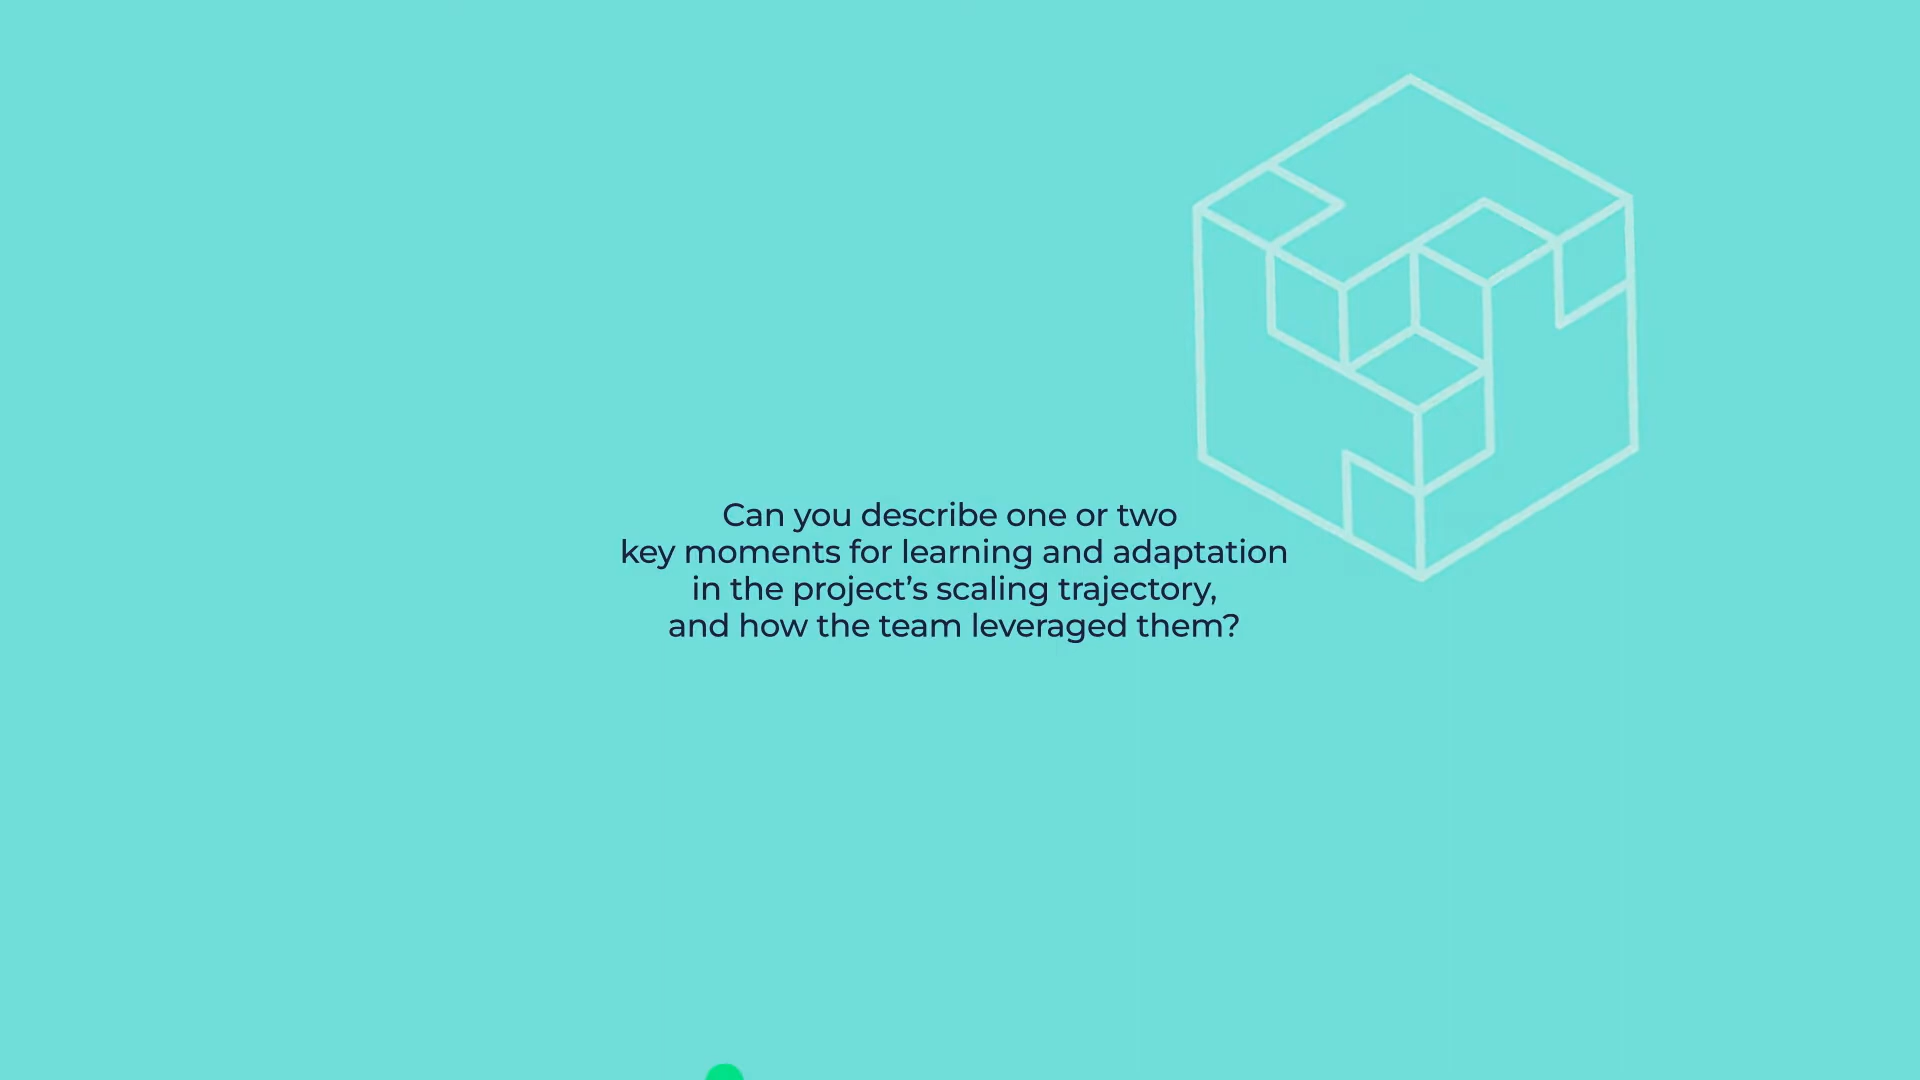 Can you describe one or two
key moments for learning and adaptation
in the project’s scaling trajectory,
and how the team leveraged them?